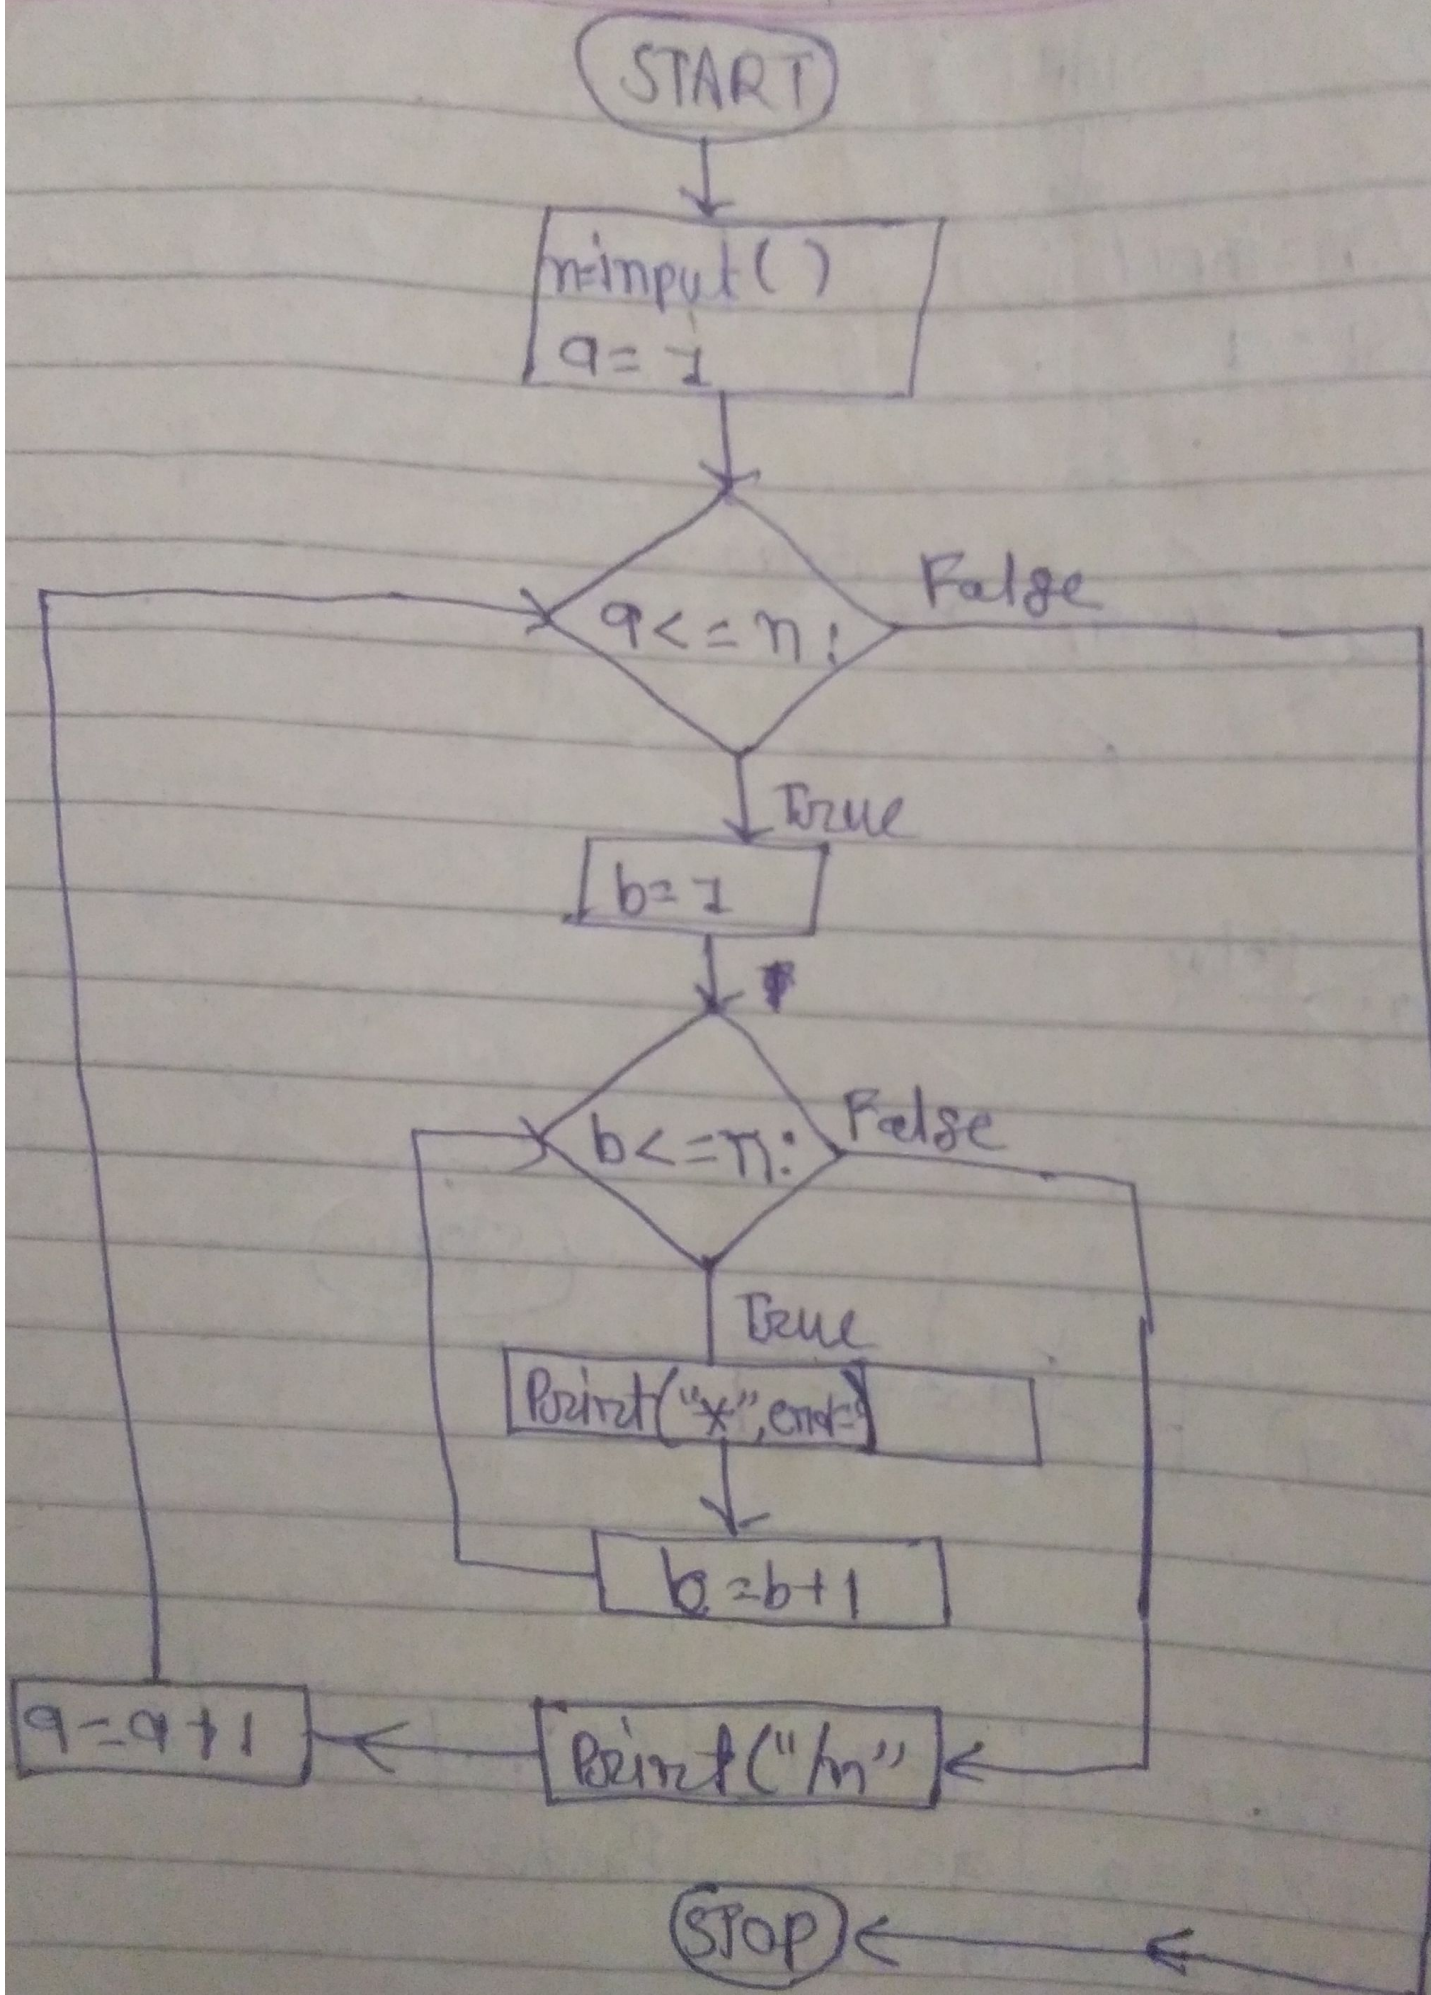 START
n=input()
a=1
a<=n:
False
True
b=1
b<=n:
False
True
Print("*",end="
b=b+1
Print("/n"
a=a+1
STOP